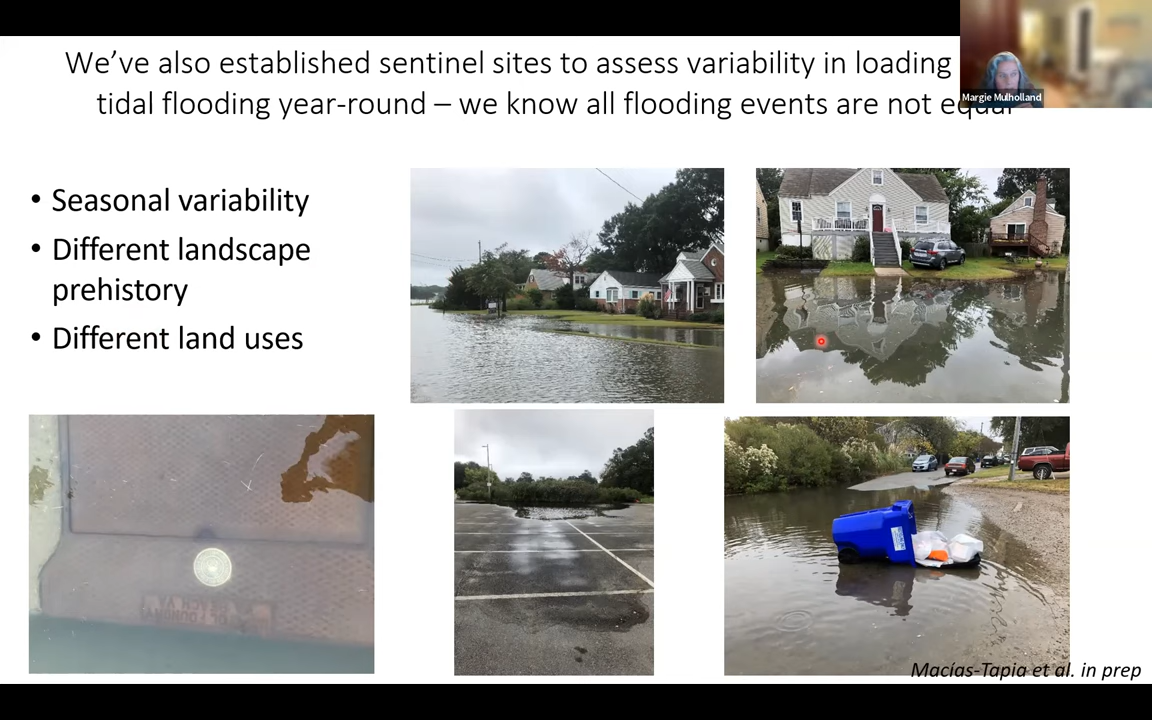 We've also established sentinel sites to assess variability in loading
tidal flooding year-round – we know all flooding events are not equal
Margie Mulholland
• Seasonal variability
• Different landscape
prehistory
• Different land uses
Macías-Tapia et al. in prep